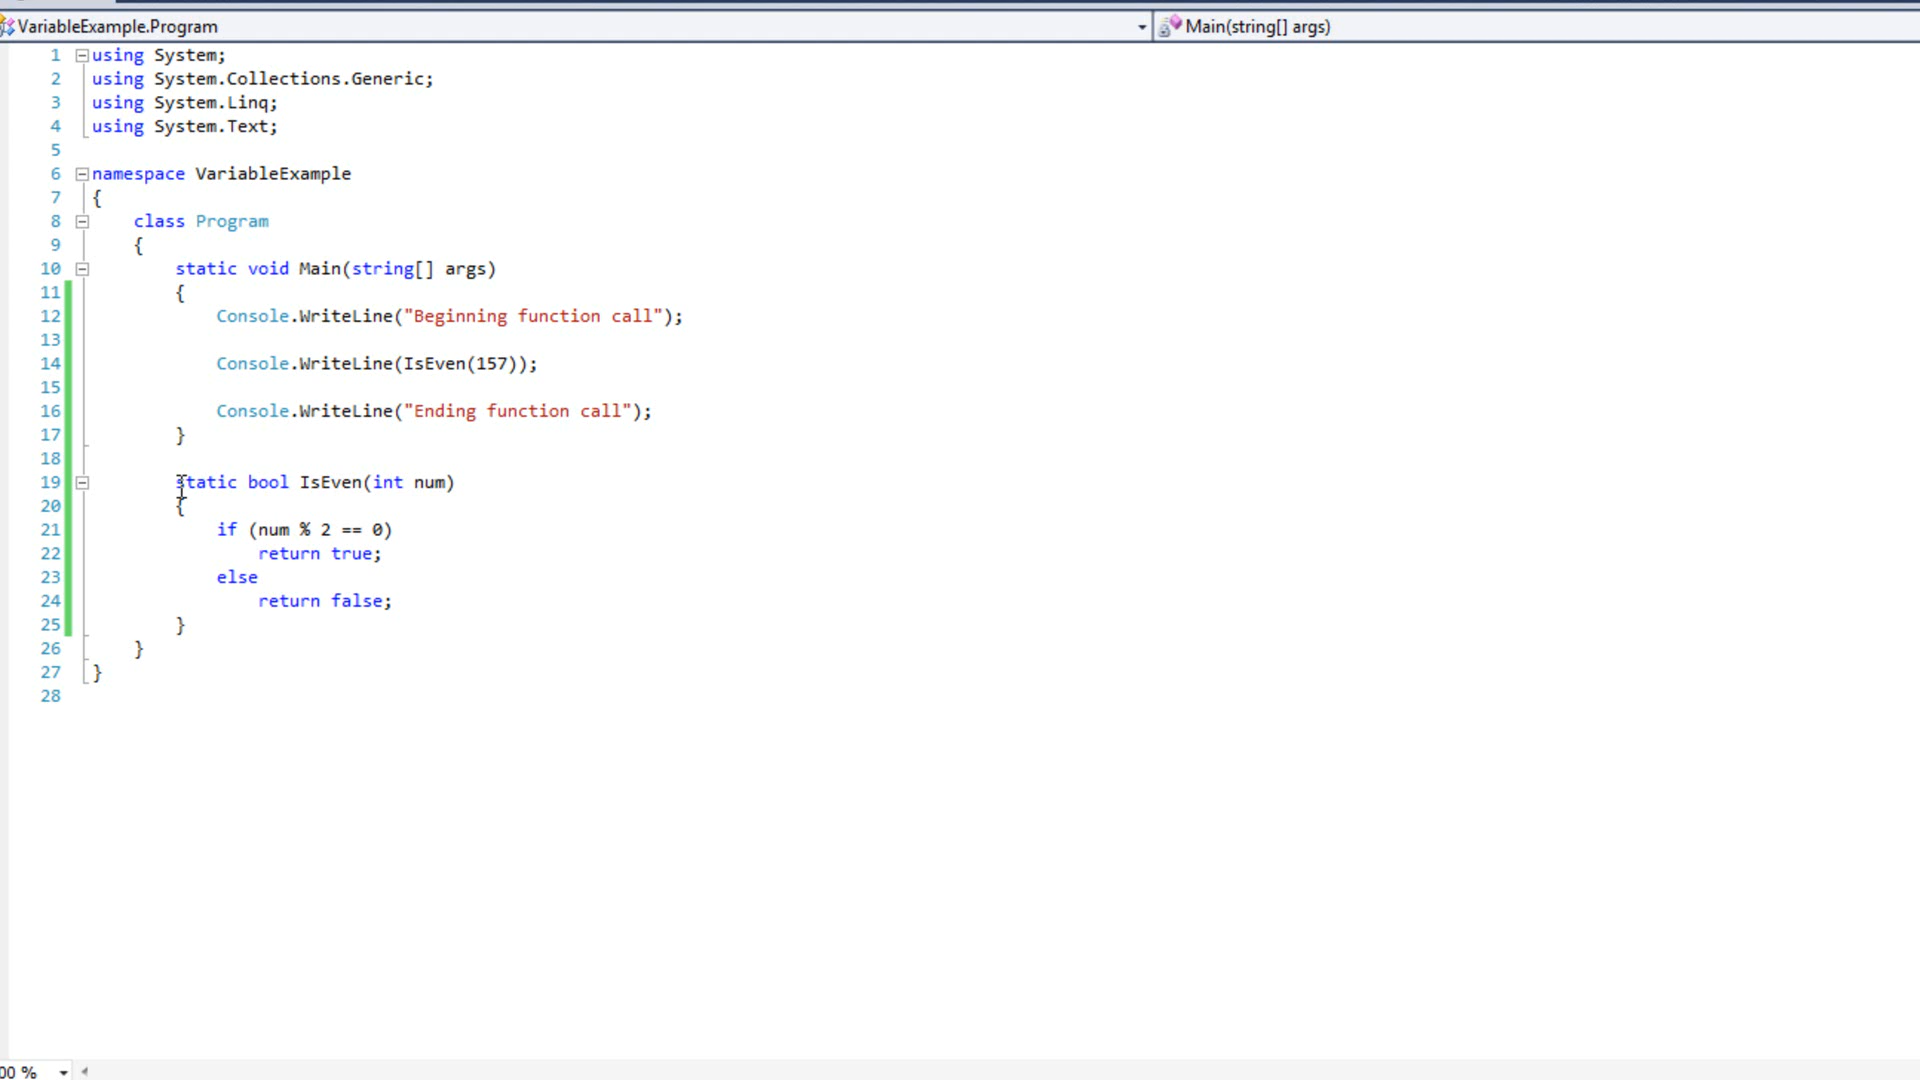 VariableExample.Program Main(string[] args)
1 using System;
2 using System.Collections.Generic;
3 using System.Linq;
4 using System.Text;
5
6 namespace VariableExample
7 {
8 class Program
9 {
10 static void Main(string[] args)
11 {
12 Console.WriteLine("Beginning function call");
13
14 Console.WriteLine(IsEven(157));
15
16 Console.WriteLine("Ending function call");
17 }
18
19 static bool IsEven(int num)
20 {
21 if (num % 2 == 0)
22 return true;
23 else
24 return false;
25 }
26 }
27 }
28
00 %